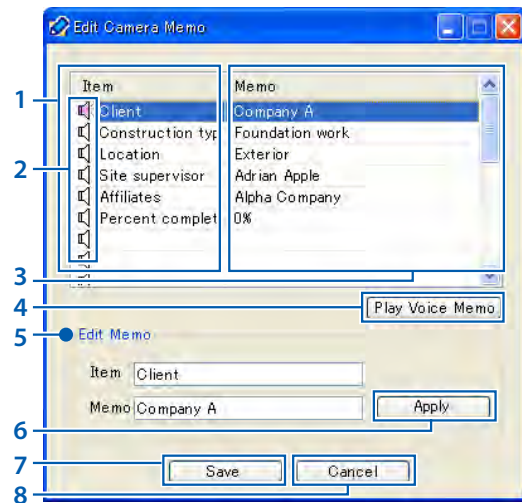 Edit Camera Memo
Item Memo
1
Client Company A
Construction typ Foundation work
2 Location Exterior
Site supervisor Adrian Apple
Affiliates Alpha Company
Percent complet 0%
3
4 Play Voice Memo
5 Edit Memo
Item Client
Memo Company A Apply
6
7 Save Cancel
8